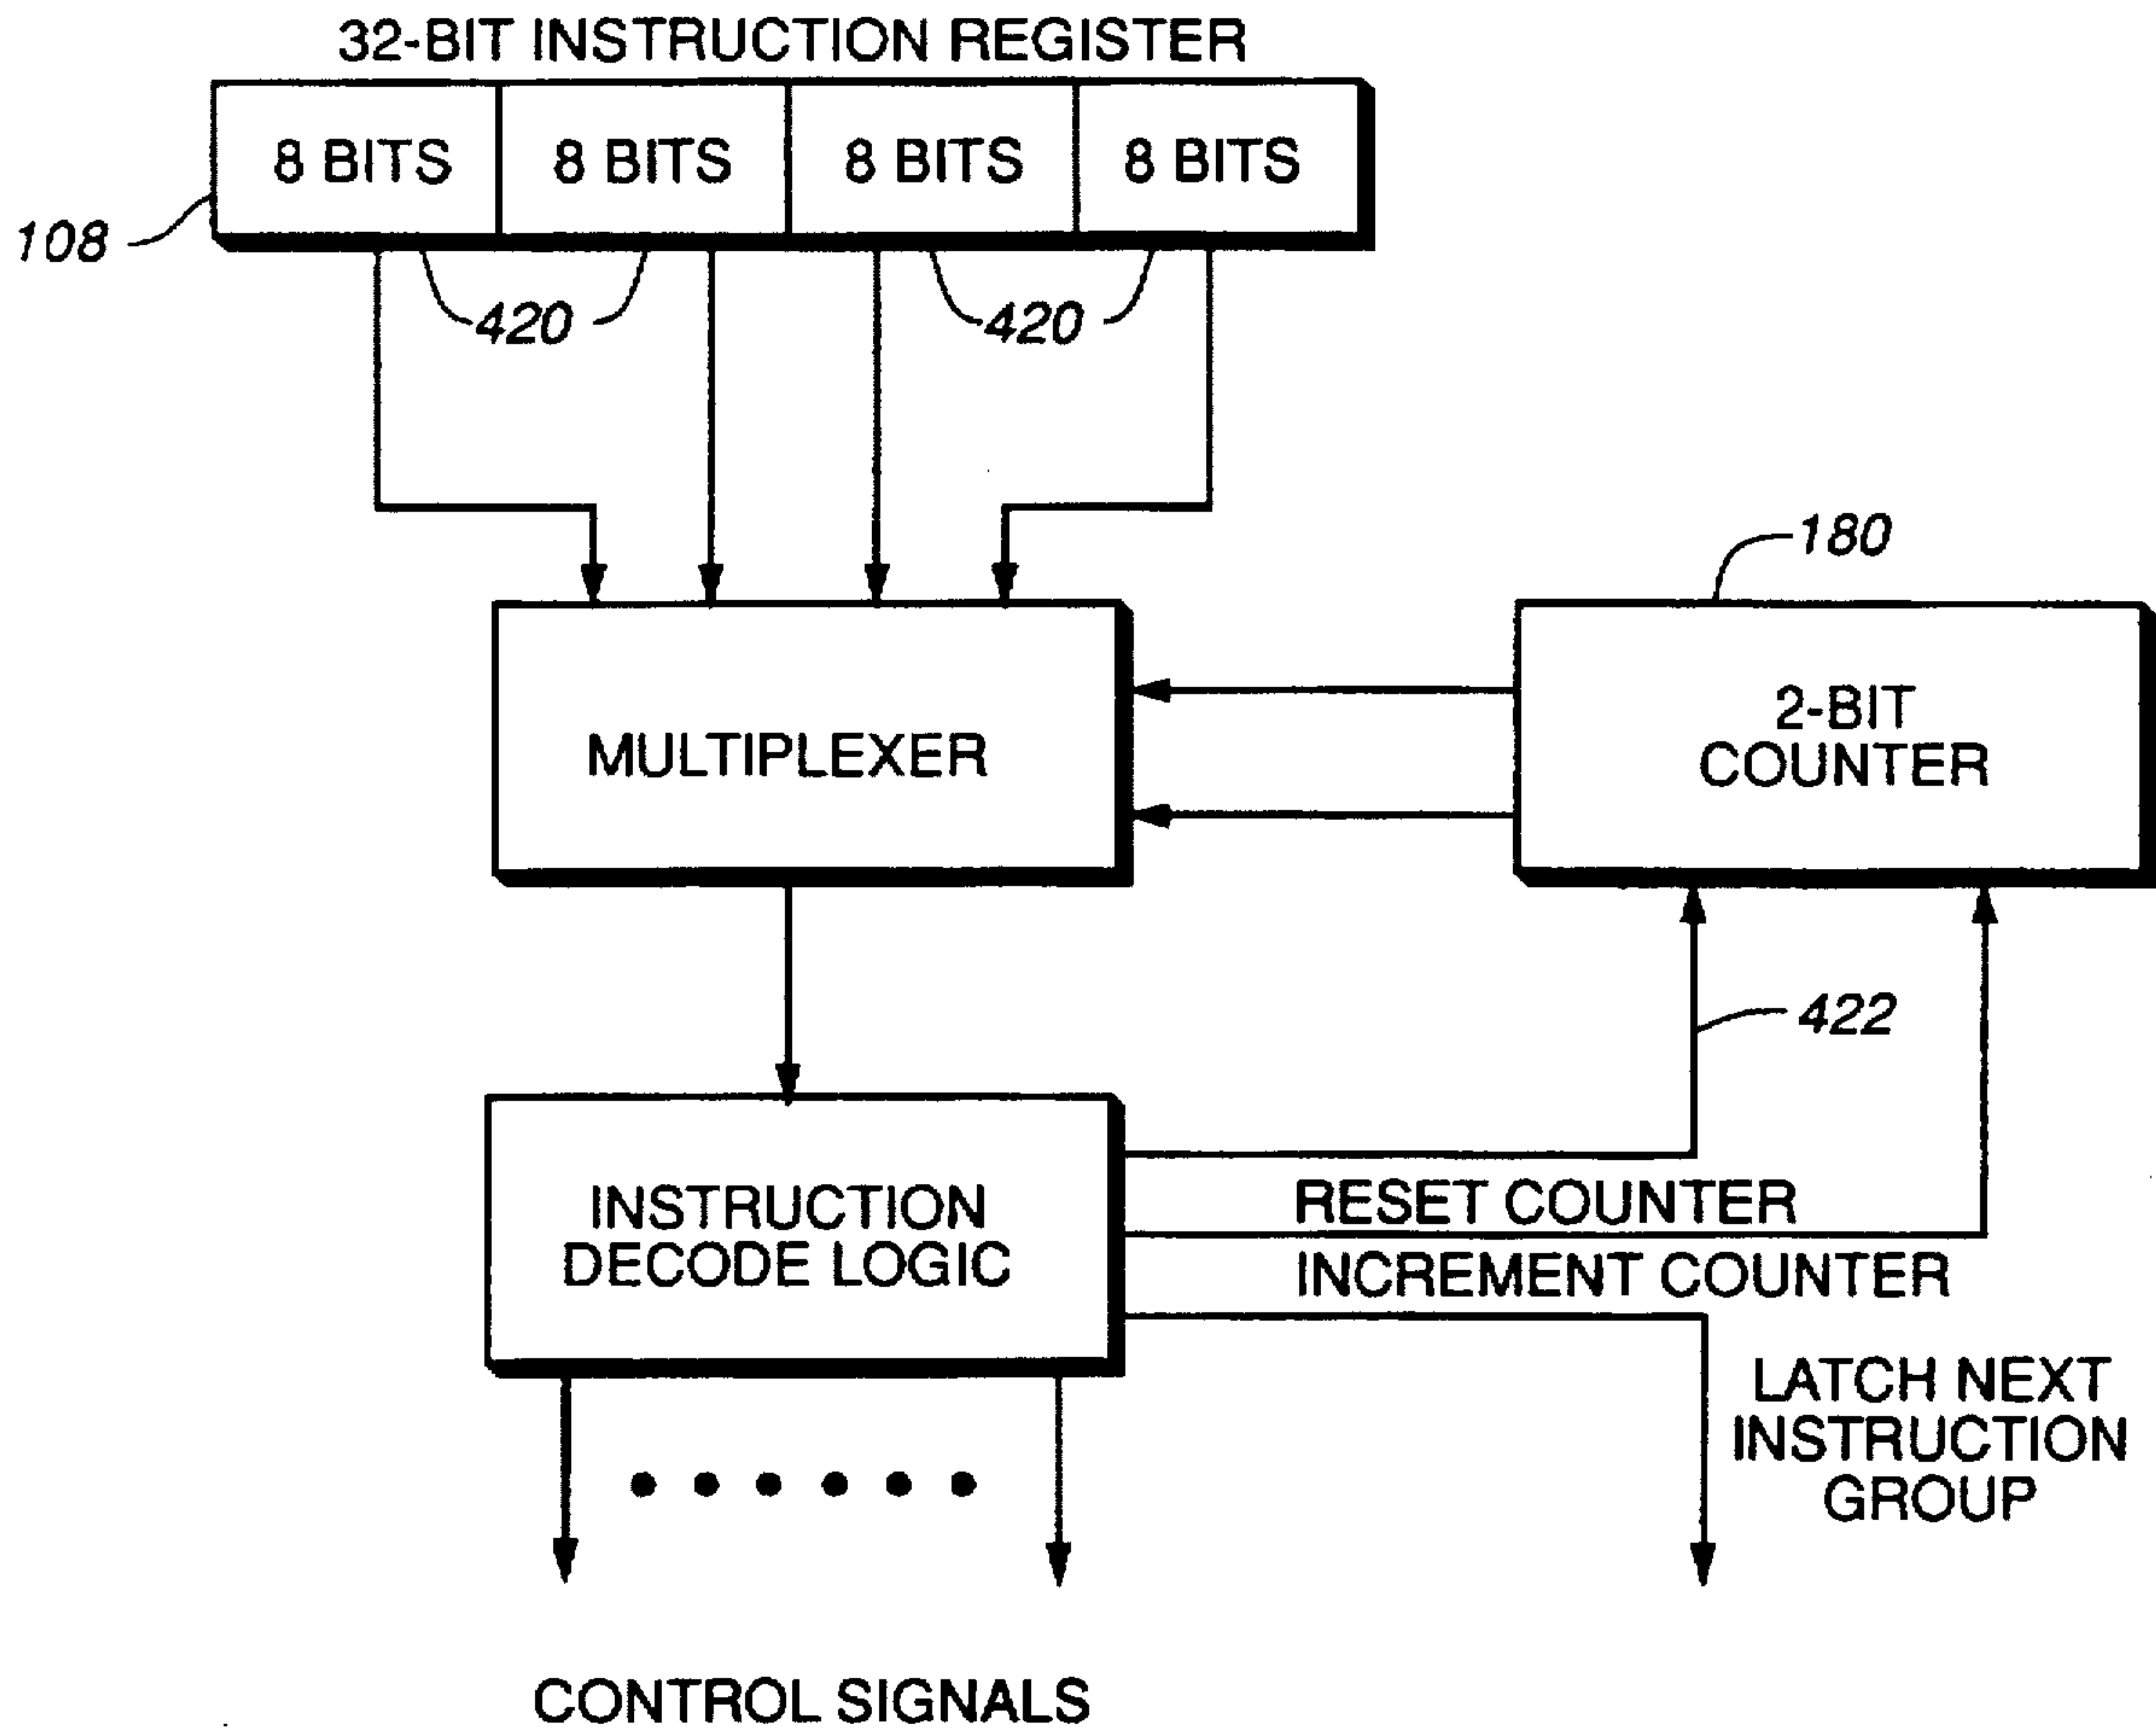 32-BIT INSTRUCTION REGISTER
8 BITS 8 BITS 8 BITS 8 BITS
108
420 420
180
MULTIPLEXER
2-BIT
COUNTER
422
INSTRUCTION
DECODE LOGIC
RESET COUNTER
INCREMENT COUNTER
LATCH NEXT
INSTRUCTION
GROUP
CONTROL SIGNALS